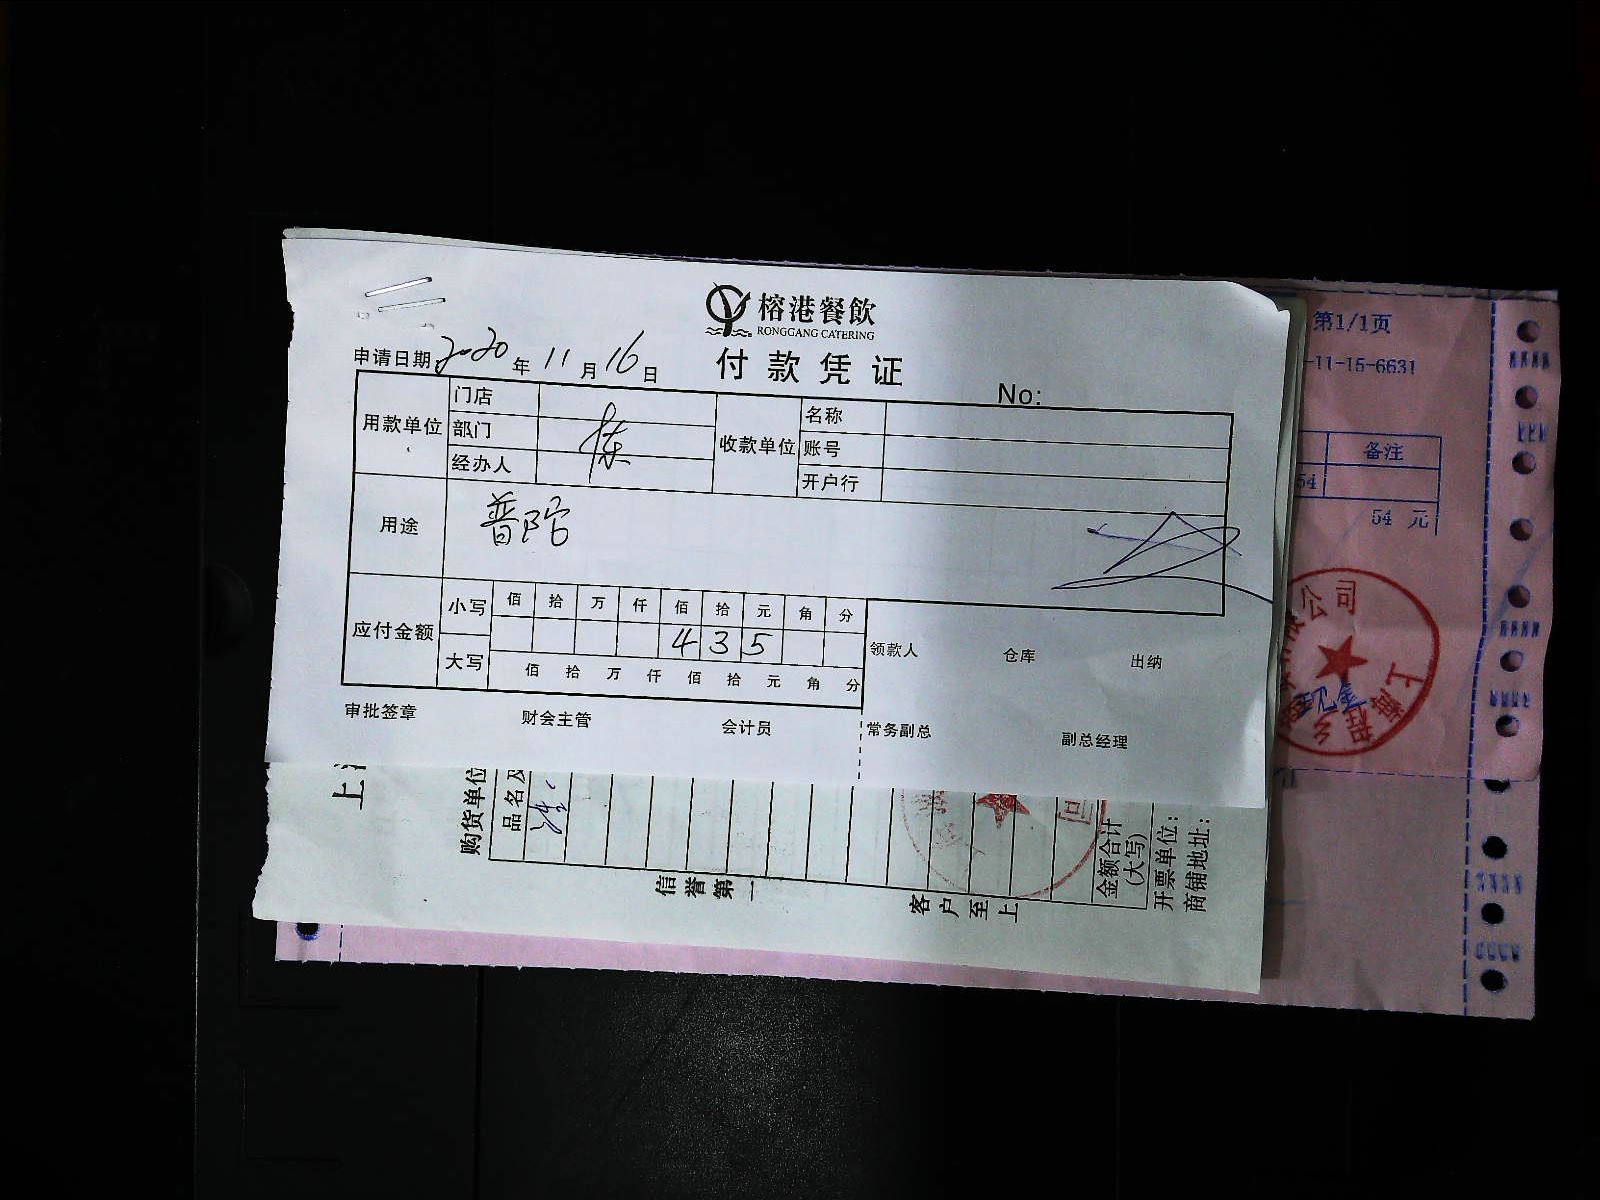 榕港餐飲
RONGGANG CATERING
付款凭证
申请日期 2020 年 11 月 16 日
No:
用款单位 门店 收款单位 名称
部门 账号
经办人 开户行
用途 普陀
应付金额 小写 佰 拾 万 仟 佰 拾 元 角 分
4 3 5
大写 佰 拾 万 仟 佰 拾 元 角 分
领款人 仓库 出纳
审批签章 财会主管 会计员 常务副总 副总经理
第1/1页
-11-15-6631
备注
54
54 元
公司
上海
购货单位
品名及
信誉第一
客户至上
金额合计
(大写)
开票单位:
商铺地址: